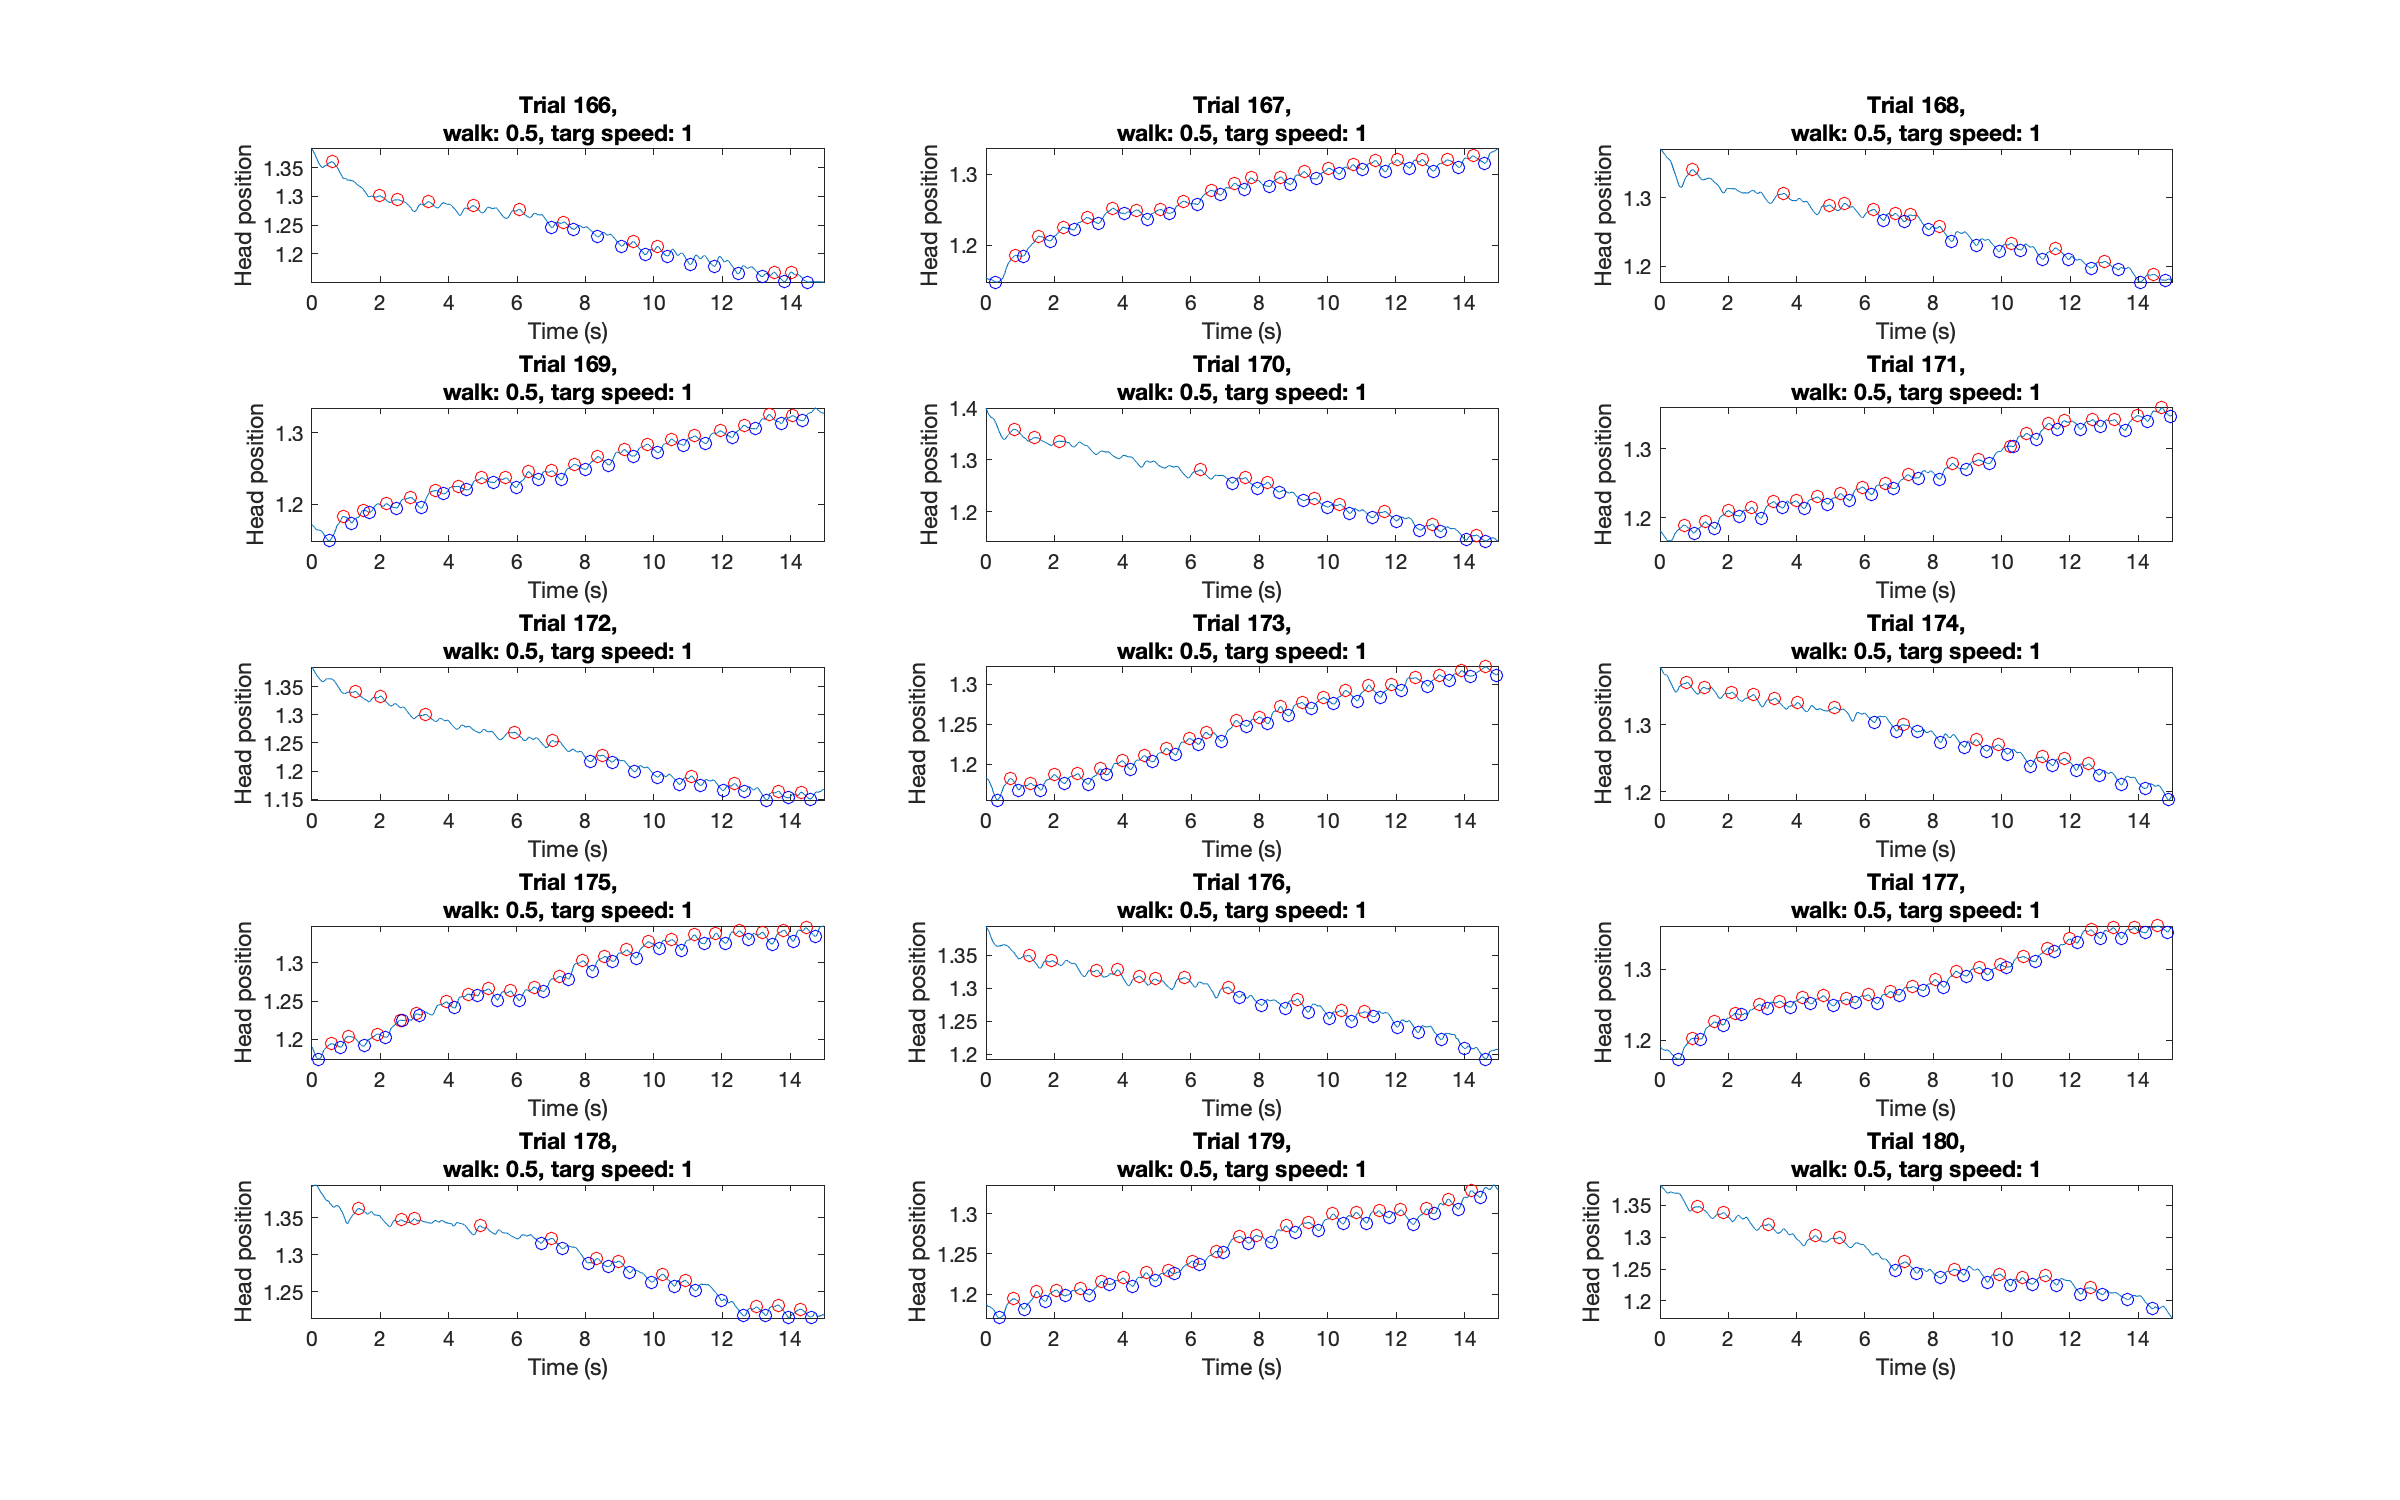 Trial 166,
walk: 0.5, targ speed: 1
Head position
1.35
1.3
1.25
1.2
0 2 4 6 8 10 12 14
Time (s)
Trial 167,
walk: 0.5, targ speed: 1
Head position
1.3
1.2
0 2 4 6 8 10 12 14
Time (s)
Trial 168,
walk: 0.5, targ speed: 1
Head position
1.3
1.2
0 2 4 6 8 10 12 14
Time (s)
Trial 169,
walk: 0.5, targ speed: 1
Head position
1.3
1.2
0 2 4 6 8 10 12 14
Time (s)
Trial 170,
walk: 0.5, targ speed: 1
Head position
1.4
1.3
1.2
0 2 4 6 8 10 12 14
Time (s)
Trial 171,
walk: 0.5, targ speed: 1
Head position
1.3
1.2
0 2 4 6 8 10 12 14
Time (s)
Trial 172,
walk: 0.5, targ speed: 1
Head position
1.35
1.3
1.25
1.2
1.15
0 2 4 6 8 10 12 14
Time (s)
Trial 173,
walk: 0.5, targ speed: 1
Head position
1.3
1.25
1.2
0 2 4 6 8 10 12 14
Time (s)
Trial 174,
walk: 0.5, targ speed: 1
Head position
1.3
1.2
0 2 4 6 8 10 12 14
Time (s)
Trial 175,
walk: 0.5, targ speed: 1
Head position
1.3
1.25
1.2
0 2 4 6 8 10 12 14
Time (s)
Trial 176,
walk: 0.5, targ speed: 1
Head position
1.35
1.3
1.25
1.2
0 2 4 6 8 10 12 14
Time (s)
Trial 177,
walk: 0.5, targ speed: 1
Head position
1.3
1.2
0 2 4 6 8 10 12 14
Time (s)
Trial 178,
walk: 0.5, targ speed: 1
Head position
1.35
1.3
1.25
0 2 4 6 8 10 12 14
Time (s)
Trial 179,
walk: 0.5, targ speed: 1
Head position
1.3
1.25
1.2
0 2 4 6 8 10 12 14
Time (s)
Trial 180,
walk: 0.5, targ speed: 1
Head position
1.35
1.3
1.25
1.2
0 2 4 6 8 10 12 14
Time (s)